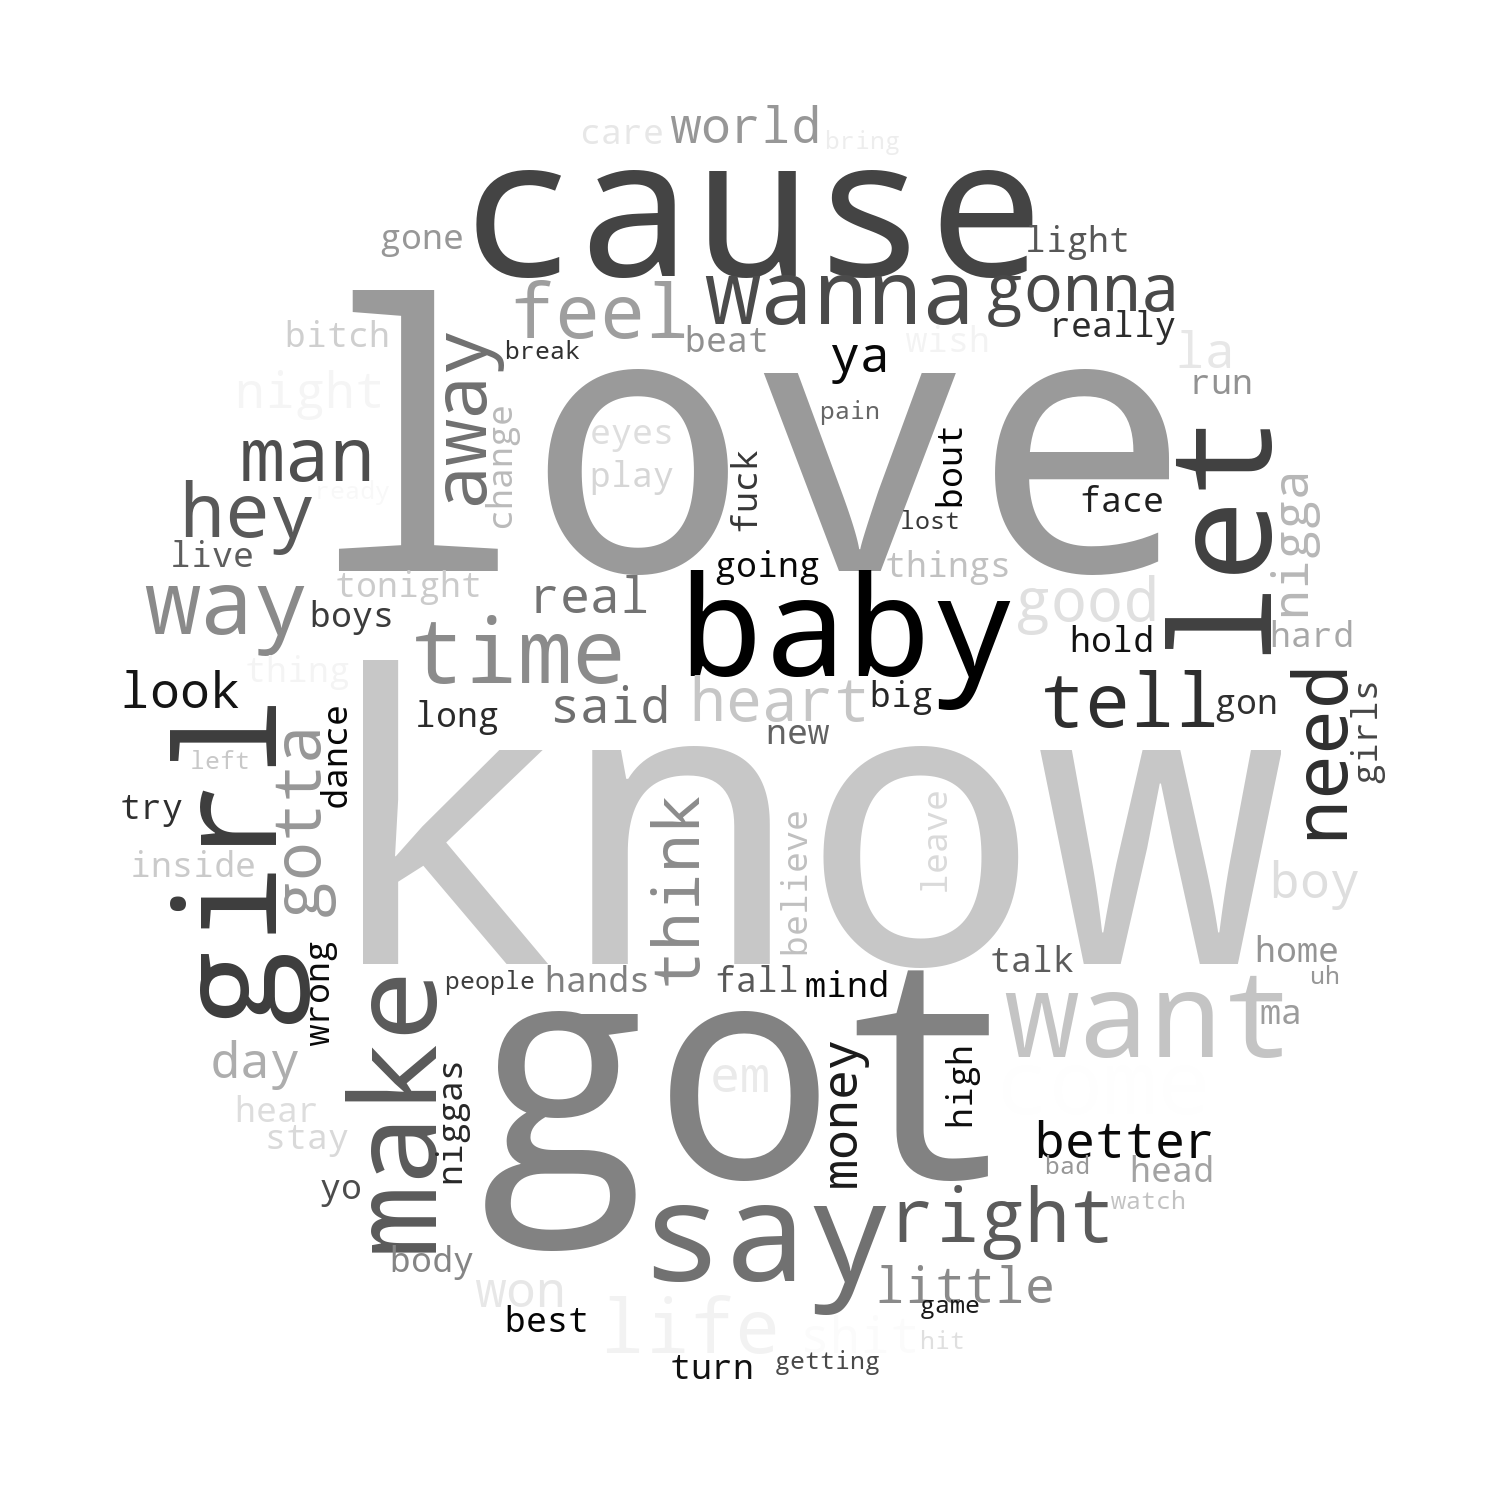 care
world
bring
cause
gone
light
feel
wanna
gonna
bitch
break
beat
ya
wish
really
la
run
night
love
away
change
pain
man
eyes
play
fuck
bout
let
ready
hey
face
nigga
lost
live
going
things
way
tonight
boys
real
baby
good
hold
hard
time
thing
look
long
said
heart
big
tell
gon
need
girls
new
girl
left
dance
gotta
know
try
inside
think
believe
leave
boy
wrong
home
talk
uh
people
hands
fall
mind
want
ma
make
got
day
em
money
high
come
niggas
hear
stay
better
bad
head
yo
say
right
watch
body
won
little
best
life
shit
game
hit
turn
getting